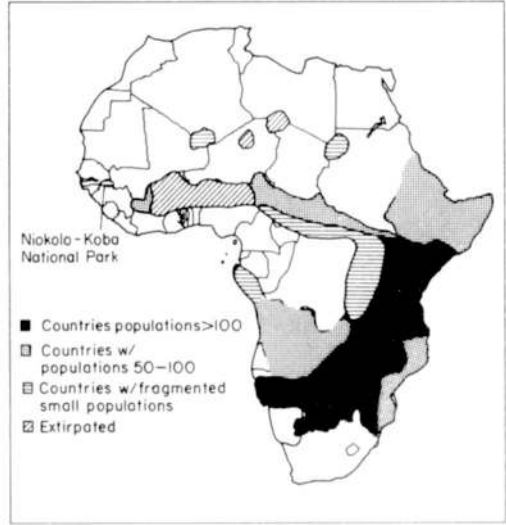 Niokolo-Koba
National Park
Countries populations>100
Countries w/
populations 50-100
Countries w/fragmented
small populations
Extirpated